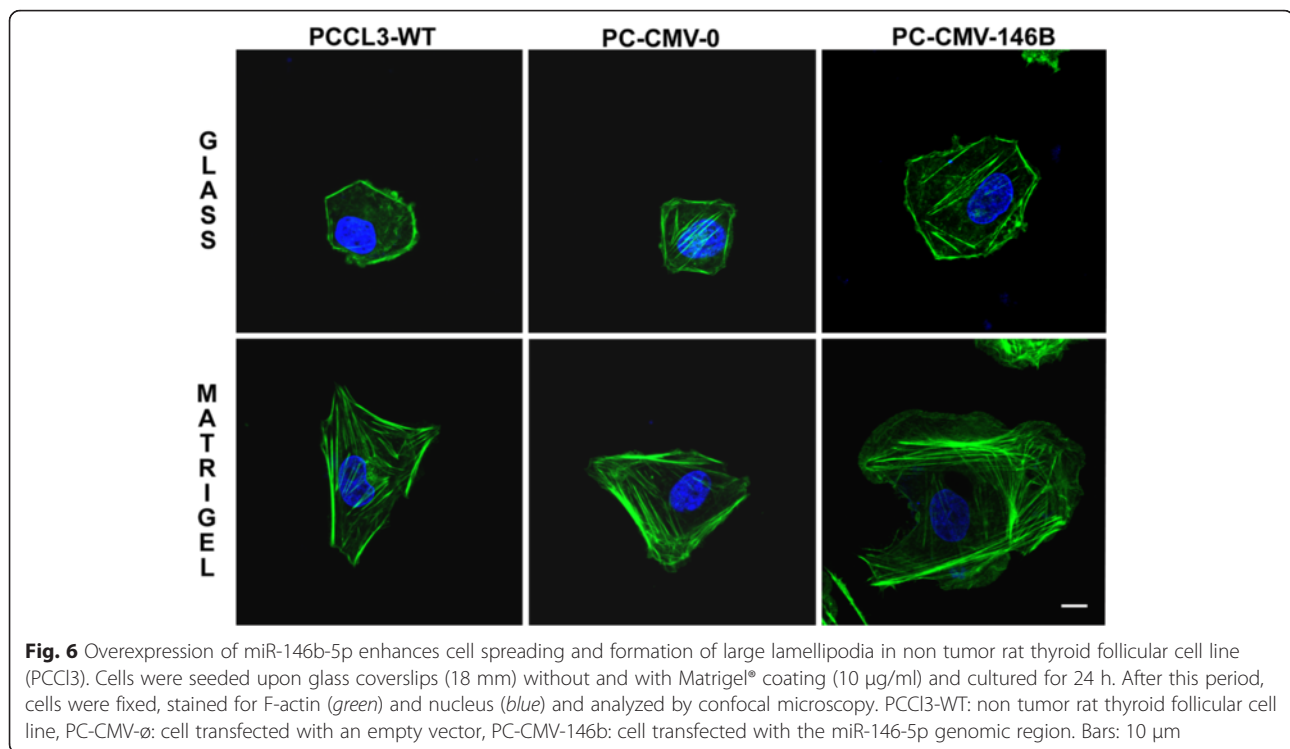 PCCL3-WT PC-CMV-0 PC-CMV-146B
GLASS
MATRIGEL
Fig. 6 Overexpression of miR-146b-5p enhances cell spreading and formation of large lamellipodia in non tumor rat thyroid follicular cell line
(PCCl3). Cells were seeded upon glass coverslips (18 mm) without and with Matrigel® coating (10 μg/ml) and cultured for 24 h. After this period,
cells were fixed, stained for F-actin (green) and nucleus (blue) and analyzed by confocal microscopy. PCCl3-WT: non tumor rat thyroid follicular cell
line, PC-CMV-ø: cell transfected with an empty vector, PC-CMV-146b: cell transfected with the miR-146-5p genomic region. Bars: 10 μm